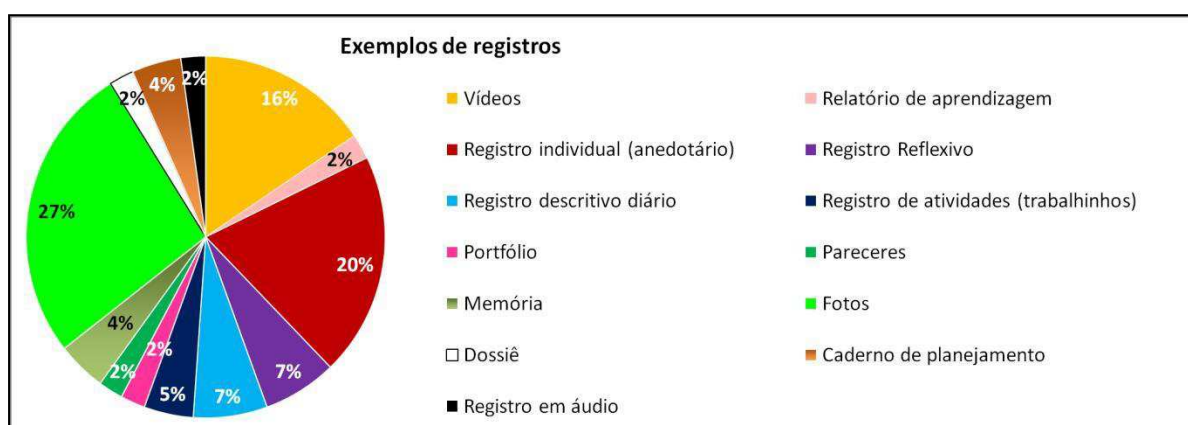 Exemplos de registros
2%
4%
2%
16%
2%
27%
20%
4%
2%
2%
5%
7%
7%
Vídeos
Relatório de aprendizagem
Registro individual (anedotário)
Registro Reflexivo
Registro descritivo diário
Registro de atividades (trabalhinhos)
Portfólio
Pareceres
Memória
Fotos
Dossiê
Caderno de planejamento
Registro em áudio